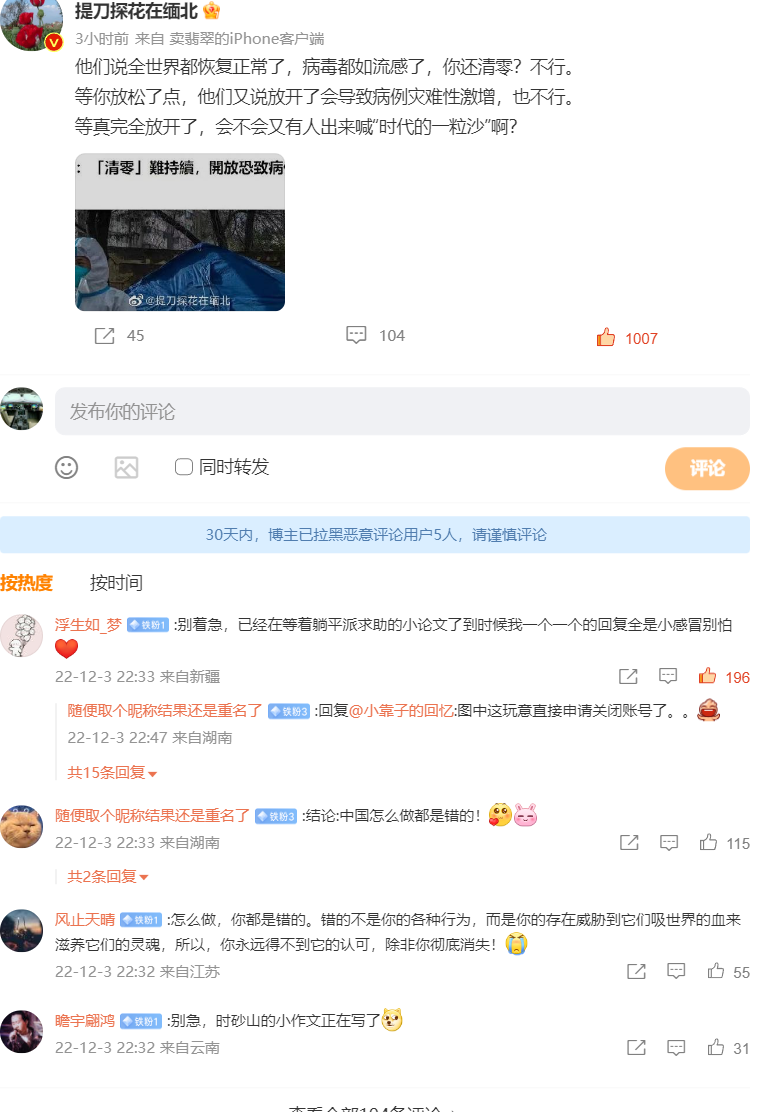 提刀探花在缅北
3小时前 来自 卖翡翠的iPhone客户端
他们说全世界都恢复正常了，病毒都如流感了，你还清零？不行。
等你放松了点，他们又说放开了会导致病例灾难性激增，也不行。
等真完全放开了，会不会又有人出来喊“时代的一粒沙”啊？
：「清零」難持續，開放恐致病
@提刀探花在缅北
45 104 1007
发布你的评论
同时转发 评论
30天内，博主已拉黑恶意评论用户5人，请谨慎评论
按热度 按时间
浮生如_梦 铁粉1 :别着急，已经在等着躺平派求助的小论文了到时候我一个一个的回复全是小感冒别怕
22-12-3 22:33 来自新疆 196
随便取个昵称结果还是重名了 铁粉3 :回复@小靠子的回忆:图中这玩意直接申请关闭账号了。。
22-12-3 22:47 来自湖南
共15条回复
随便取个昵称结果还是重名了 铁粉3 :结论:中国怎么做都是错的！
22-12-3 22:33 来自湖南 115
共2条回复
风止天晴 铁粉1 :怎么做，你都是错的。错的不是你的各种行为，而是你的存在威胁到它们吸世界的血来
滋养它们的灵魂，所以，你永远得不到它的认可，除非你彻底消失！
22-12-3 22:32 来自江苏 55
瞻宇翩鸿 铁粉1 :别急，时砂山的小作文正在写了
22-12-3 22:32 来自云南 31
查看全部104条评论